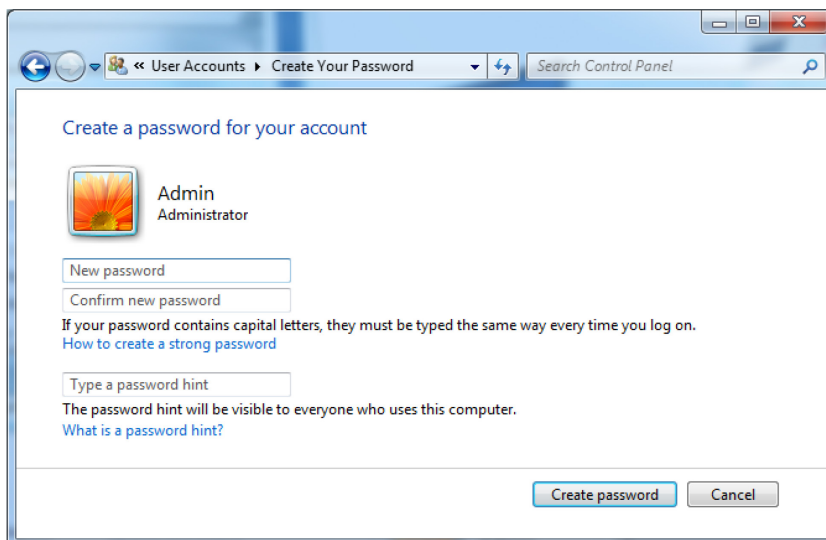 « User Accounts ▸ Create Your Password
Search Control Panel
Create a password for your account
Admin
Administrator
New password
Confirm new password
If your password contains capital letters, they must be typed the same way every time you log on.
How to create a strong password
Type a password hint
The password hint will be visible to everyone who uses this computer.
What is a password hint?
Create password
Cancel